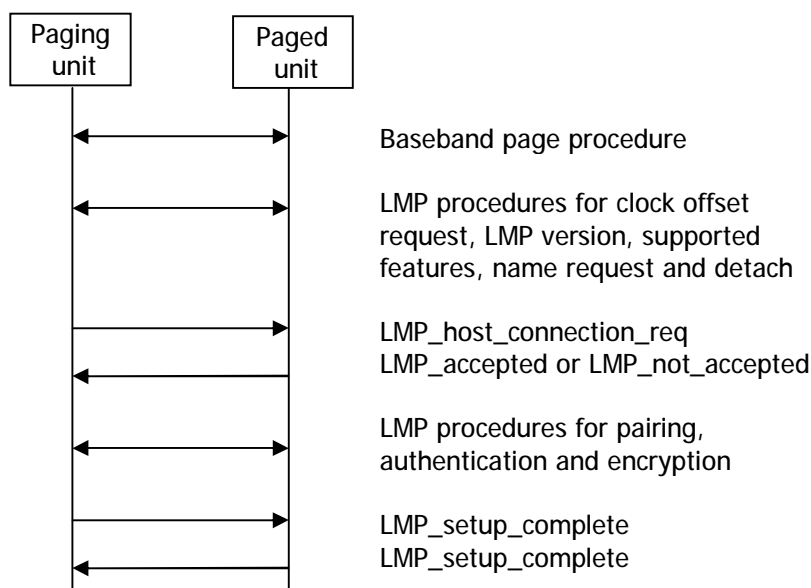 Paging
unit
Paged
unit
Baseband page procedure
LMP procedures for clock offset
request, LMP version, supported
features, name request and detach
LMP_host_connection_req
LMP_accepted or LMP_not_accepted
LMP procedures for pairing,
authentication and encryption
LMP_setup_complete
LMP_setup_complete